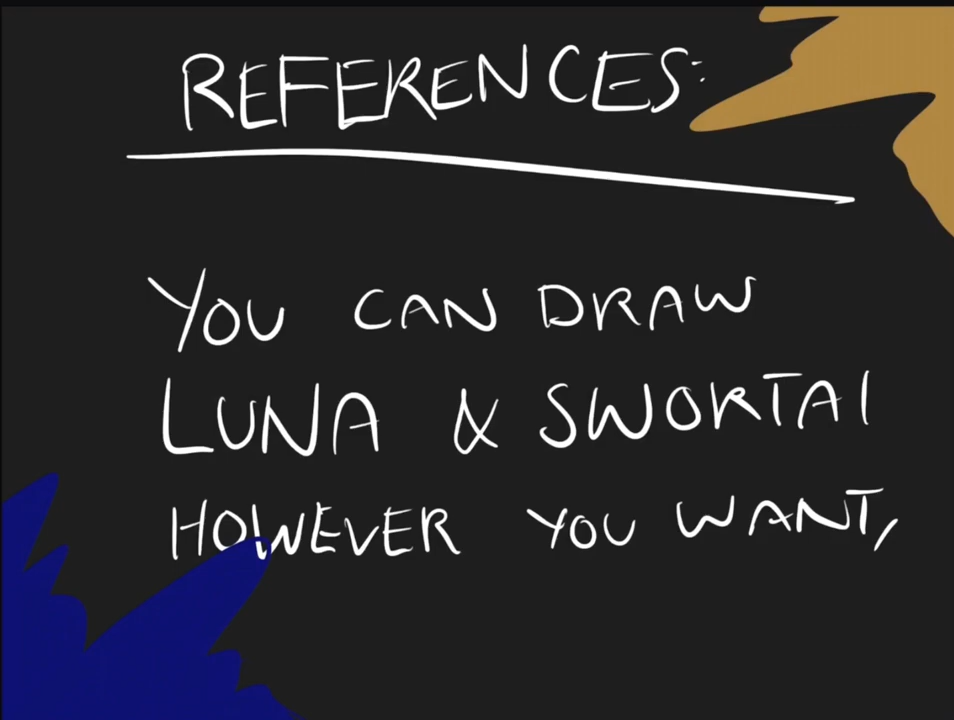 REFERENCES:
YOU CAN DRAW
LUNA & SWORTAI
HOWEVER YOU WANT,